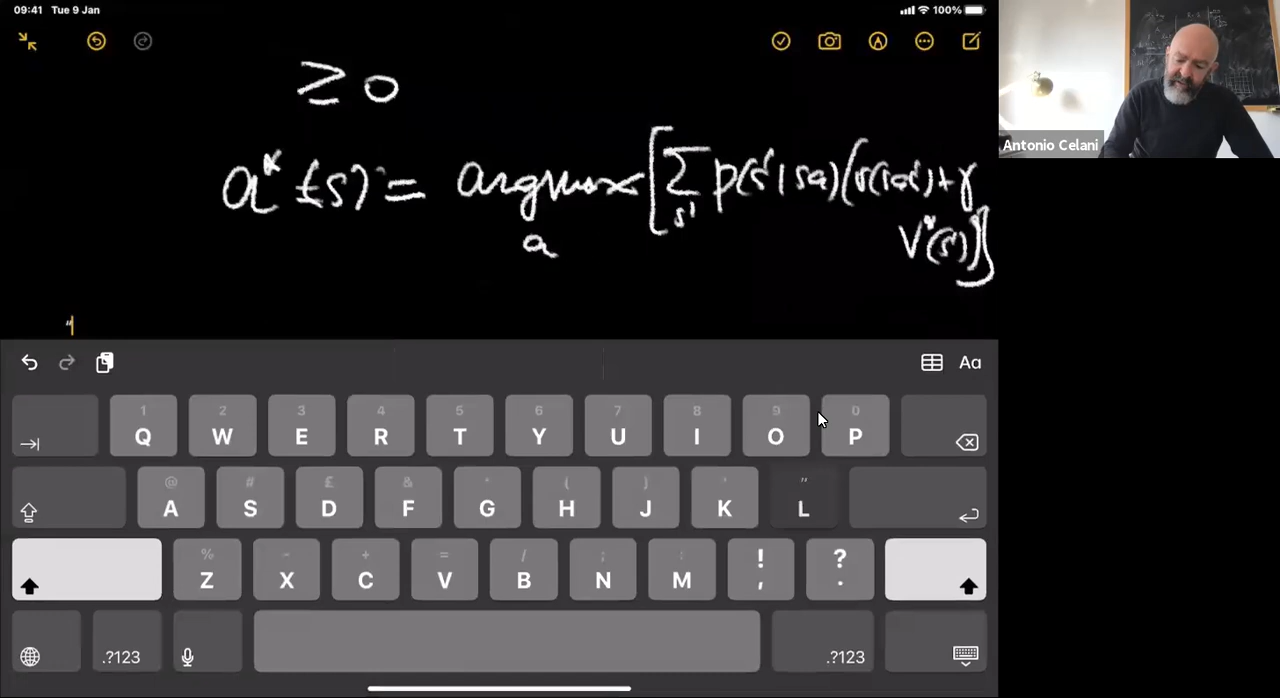 09:41 Tue 9 Jan 100%
≥ 0
a*(s) = argmax [ Σ p(s'|sa) (r(sas') + γ
a s' V*(s')) ]
"
Antonio Celani
Aa
1 2 3 4 5 6 7 8 9 0
Q W E R T Y U I O P
@ # £ & * ( ) ' "
A S D F G H J K L
% - + = / ; : ! ?
Z X C V B N M , .
.?123 .?123